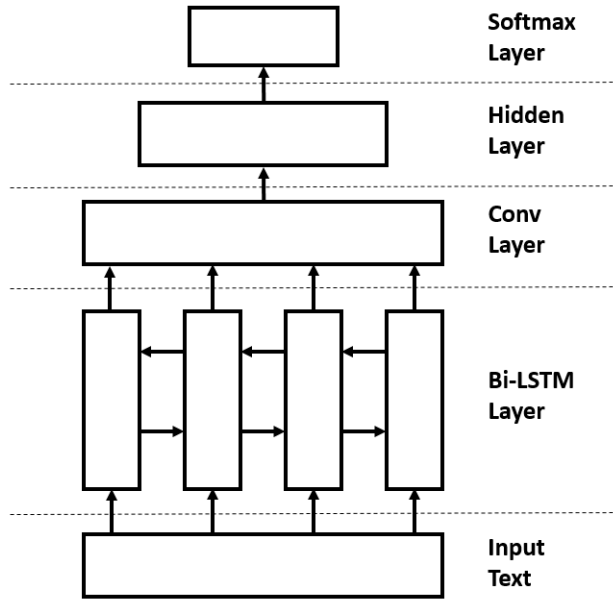 Softmax
Layer
Hidden
Layer
Conv
Layer
Bi-LSTM
Layer
Input
Text